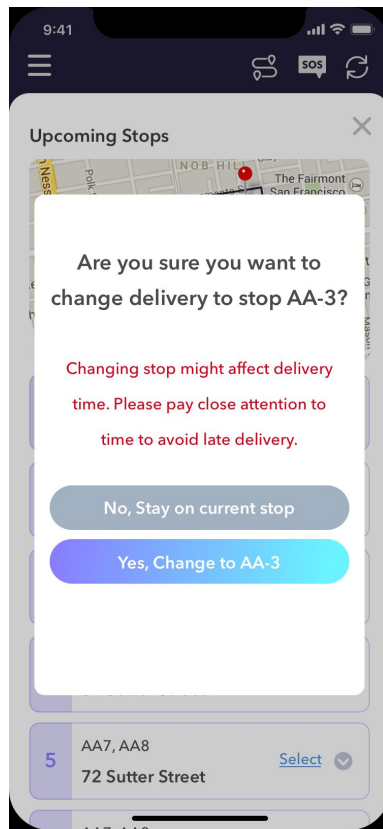 9:41
SOS
Upcoming Stops
NOB HILL
Polk
The Fairmont
San Francisco
Are you sure you want to
change delivery to stop AA-3?
Changing stop might affect delivery
time. Please pay close attention to
time to avoid late delivery.
No, Stay on current stop
Yes, Change to AA-3
5
AA7, AA8
72 Sutter Street
Select